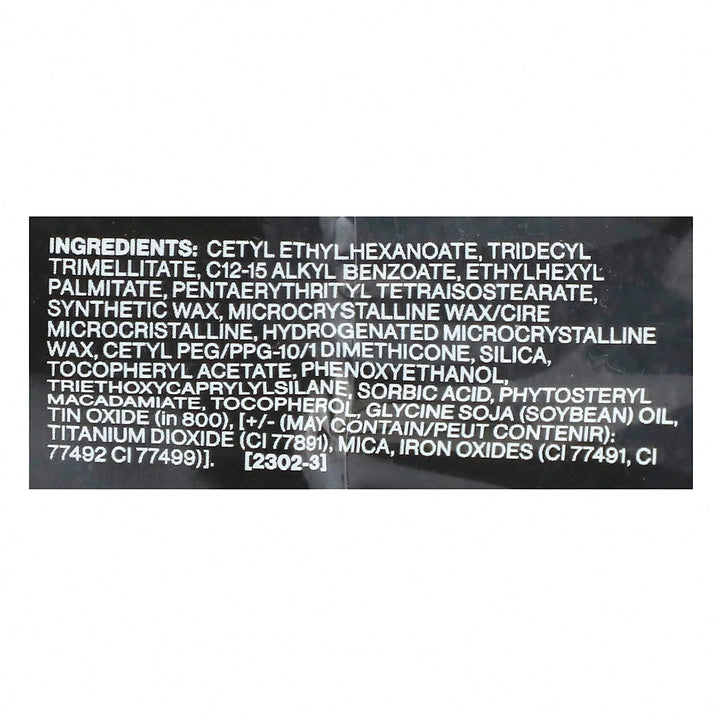 INGREDIENTS: CETYL ETHYLHEXANOATE, TRIDECYL
TRIMELLITATE, C12-15 ALKYL BENZOATE, ETHYLHEXYL
PALMITATE, PENTAERYTHRITYL TETRAISOSTEARATE,
SYNTHETIC WAX, MICROCRYSTALLINE WAX/CIRE
MICROCRISTALLINE, HYDROGENATED MICROCRYSTALLINE
WAX, CETYL PEG/PPG-10/1 DIMETHICONE, SILICA,
TOCOPHERYL ACETATE, PHENOXYETHANOL,
TRIETHOXYCAPRYLYLSILANE, SORBIC ACID, PHYTOSTERYL
MACADAMIATE, TOCOPHEROL, GLYCINE SOJA (SOYBEAN) OIL,
TIN OXIDE (in 800), [+/- (MAY CONTAIN/PEUT CONTENIR):
TITANIUM DIOXIDE (CI 77891), MICA, IRON OXIDES (CI 77491, CI
77492 CI 77499)]. [2302-3]